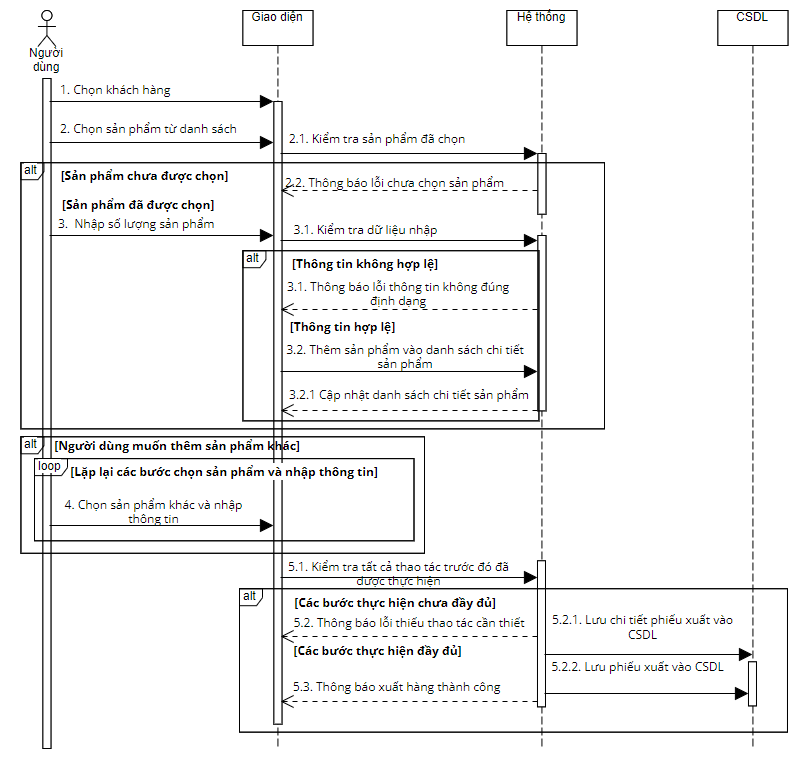 Giao diện
Hệ thống
CSDL
Người
dùng
1. Chọn khách hàng
2. Chọn sản phẩm từ danh sách
2.1. Kiểm tra sản phẩm đã chọn
alt
[Sản phẩm chưa được chọn]
2.2. Thông báo lỗi chưa chọn sản phẩm
[Sản phẩm đã được chọn]
3. Nhập số lượng sản phẩm
3.1. Kiểm tra dữ liệu nhập
alt
[Thông tin không hợp lệ]
3.1. Thông báo lỗi thông tin không đúng
định dạng
[Thông tin hợp lệ]
3.2. Thêm sản phẩm vào danh sách chi tiết
sản phẩm
3.2.1 Cập nhật danh sách chi tiết sản phẩm
alt
[Người dùng muốn thêm sản phẩm khác]
loop
[Lặp lại các bước chọn sản phẩm và nhập thông tin]
4. Chọn sản phẩm khác và nhập
thông tin
5.1. Kiểm tra tất cả thao tác trước đó đã
được thực hiện
alt
[Các bước thực hiện chưa đầy đủ]
5.2. Thông báo lỗi thiếu thao tác cần thiết
5.2.1. Lưu chi tiết phiếu xuất vào
CSDL
[Các bước thực hiện đầy đủ]
5.2.2. Lưu phiếu xuất vào CSDL
5.3. Thông báo xuất hàng thành công